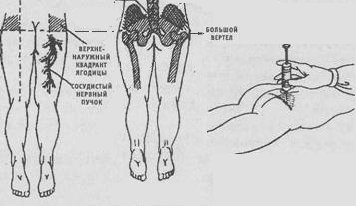 ВЕРХНЕ-
НАРУЖНЫЙ
КВАДРАНТ
ЯГОДИЦЫ
СОСУДИСТЫЙ
НЕРВНЫЙ
ПУЧОК
БОЛЬШОЙ
ВЕРТЕЛ